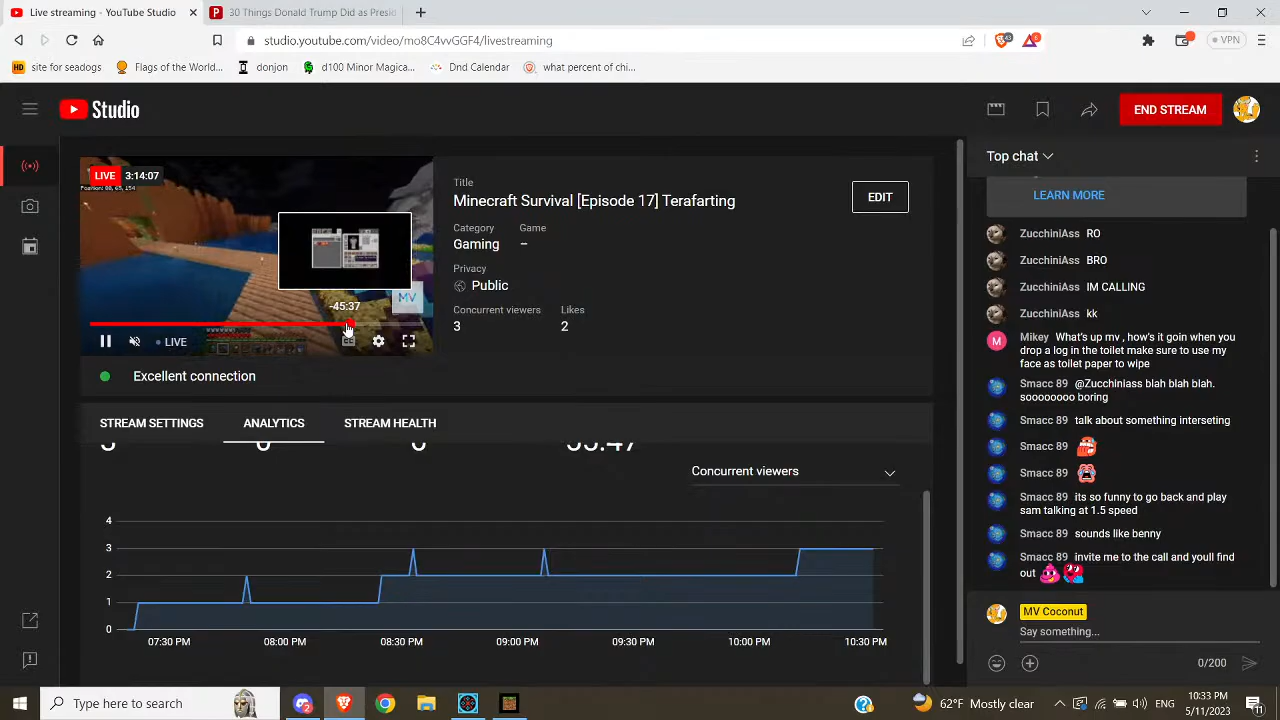 Live streaming - YouTube Studio
30 Things Donald Trump Did as Presi
studio.youtube.com/video/mo8C4vvGGF4/livestreaming
43
6
VPN
HD site for seadogs
Flags of the World...
donjon
d100 Minor Magica...
5th ed Calendar
what percent of chr...
Studio
END STREAM
LIVE 3:14:07
-45:37
MV
LIVE
Title
Minecraft Survival [Episode 17] Terafarting
EDIT
Category
Game
Gaming
–
Privacy
Public
Concurrent viewers
Likes
3
2
Excellent connection
STREAM SETTINGS
ANALYTICS
STREAM HEALTH
Concurrent viewers
4
3
2
1
0
07:30 PM
08:00 PM
08:30 PM
09:00 PM
09:30 PM
10:00 PM
10:30 PM
Top chat
LEARN MORE
ZucchiniAss RO
ZucchiniAss BRO
ZucchiniAss IM CALLING
ZucchiniAss kk
M Mikey What's up mv , how's it goin when you
drop a log in the toilet make sure to use my
face as toilet paper to wipe
Smacc 89 @Zucchiniass blah blah blah.
soooooooo boring
Smacc 89 talk about something interseting
Smacc 89
Smacc 89
Smacc 89 its so funny to go back and play
sam talking at 1.5 speed
Smacc 89 sounds like benny
Smacc 89 invite me to the call and youll find
out
MV Coconut
Say something...
0/200
Type here to search
62°F Mostly clear
10:33 PM
5/11/2023
11